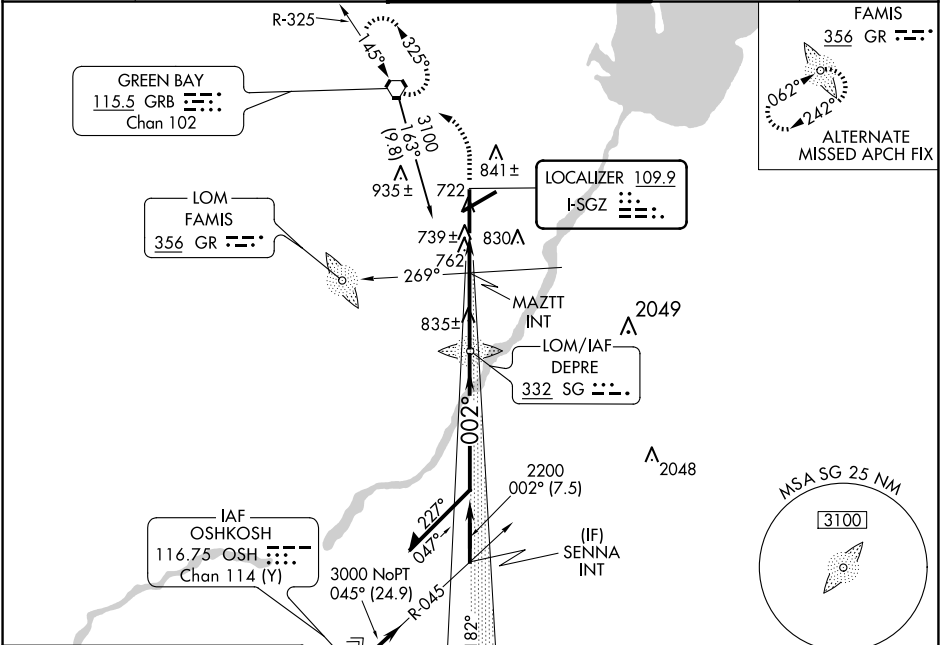 R-325
145°
325°
FAMIS
356 GR
062°
242°
ALTERNATE
MISSED APCH FIX
GREEN BAY
115.5 GRB
Chan 102
3100
163°
(9.8)
935±
841±
722
LOCALIZER 109.9
I-SGZ
LOM
FAMIS
356 GR
739±
830
762
269°
MAZTT
INT
835±
2049
LOM/IAF
DEPRE
332 SG
002°
2048
2200
002° (7.5)
227°
047°
(IF)
SENNA
INT
MSA SG 25 NM
3100
IAF
OSHKOSH
116.75 OSH
Chan 114 (Y)
3000 NoPT
045° (24.9)
R-045
182°